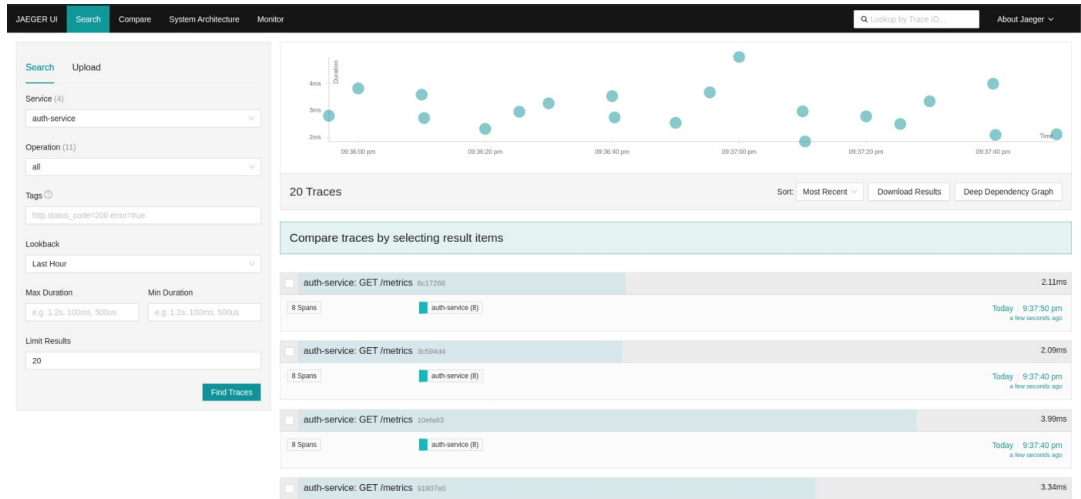 JAEGER UI Search Compare System Architecture Monitor Lookup by Trace ID... About Jaeger
Search Upload
Service (4)
auth-service
Operation (11)
all
Tags
http.status_code=200 error=true
Lookback
Last Hour
Max Duration Min Duration
e.g. 1.2s, 100ms, 500us e.g. 1.2s, 100ms, 500us
Limit Results
20
Find Traces
Duration
4ms
3ms
2ms
Time
09:36:00 pm 09:36:20 pm 09:36:40 pm 09:37:00 pm 09:37:20 pm 09:37:40 pm
20 Traces Sort: Most Recent Download Results Deep Dependency Graph
Compare traces by selecting result items
auth-service: GET /metrics 6c17266 2.11ms
8 Spans auth-service (8) Today 9:37:50 pm
a few seconds ago
auth-service: GET /metrics 3c594d4 2.09ms
8 Spans auth-service (8) Today 9:37:40 pm
a few seconds ago
auth-service: GET /metrics 10efa83 3.99ms
8 Spans auth-service (8) Today 9:37:40 pm
a few seconds ago
auth-service: GET /metrics 91807e0 3.34ms